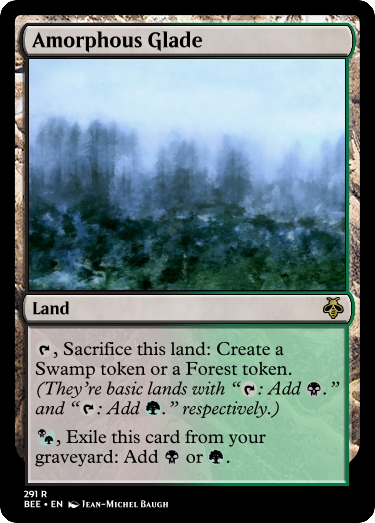 Amorphous Glade
Land
, Sacrifice this land: Create a
Swamp token or a Forest token.
(They're basic lands with “: Add .”
and “: Add .” respectively.)
, Exile this card from your
graveyard: Add or .
291 R
BEE • EN Jean-Michel Baugh